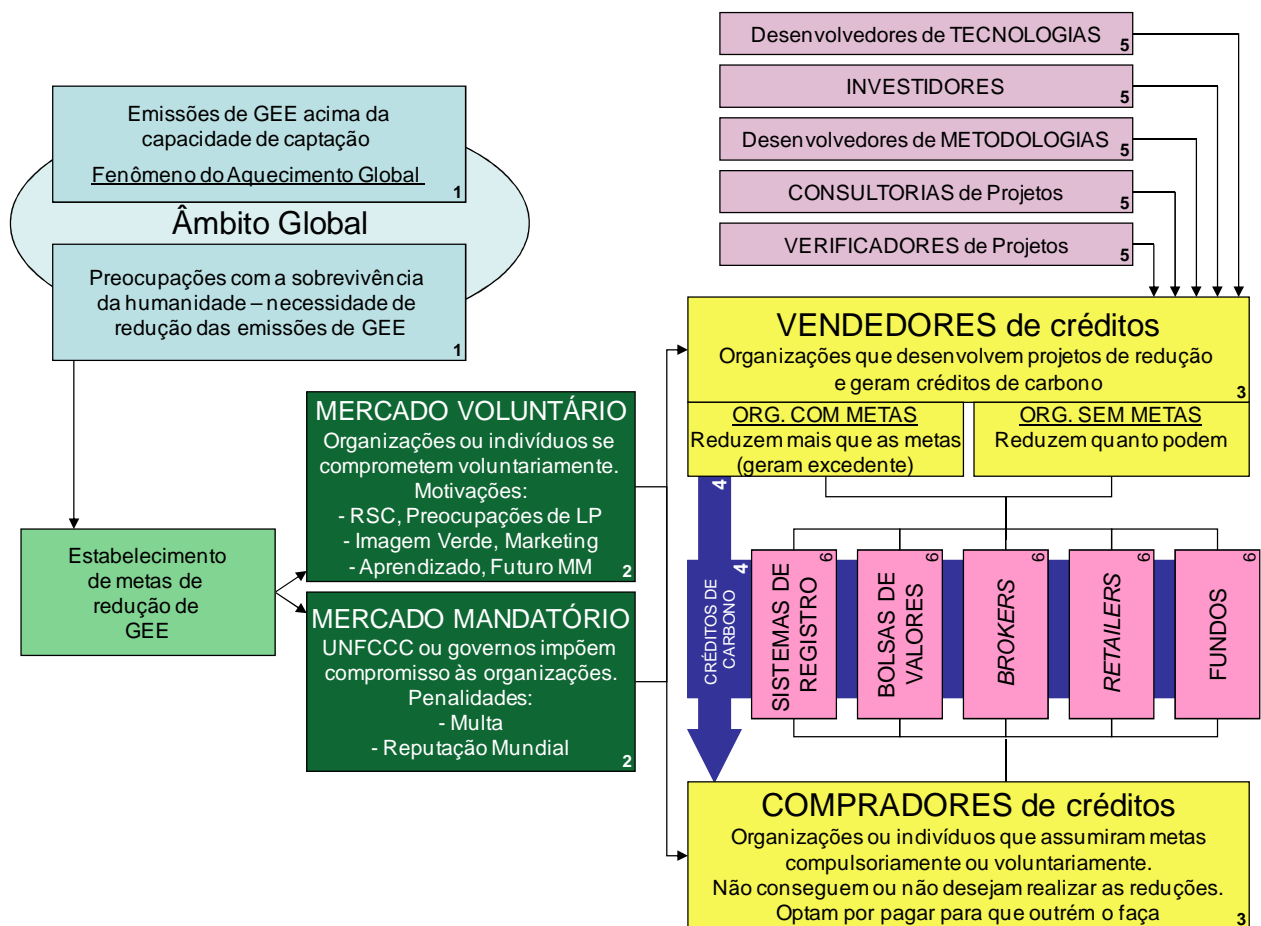 Emissões de GEE acima da
capacidade de captação
Fenômeno do Aquecimento Global
1
Âmbito Global
Preocupações com a sobrevivência
da humanidade – necessidade de
redução das emissões de GEE
1
Estabelecimento
de metas de
redução de
GEE
MERCADO VOLUNTÁRIO
Organizações ou indivíduos se
comprometem voluntariamente.
Motivações:
- RSC, Preocupações de LP
- Imagem Verde, Marketing
- Aprendizado, Futuro MM
2
MERCADO MANDATÓRIO
UNFCCC ou governos impõem
compromisso às organizações.
Penalidades:
- Multa
- Reputação Mundial
2
Desenvolvedores de TECNOLOGIAS
5
INVESTIDORES
5
Desenvolvedores de METODOLOGIAS
5
CONSULTORIAS de Projetos
5
VERIFICADORES de Projetos
5
VENDEDORES de créditos
Organizações que desenvolvem projetos de redução
e geram créditos de carbono
3
ORG. COM METAS
Reduzem mais que as metas
(geram excedente)
ORG. SEM METAS
Reduzem quanto podem
4
4
CRÉDITOS DE
CARBONO
SISTEMAS DE
REGISTRO
6
BOLSAS DE
VALORES
6
BROKERS
6
RETAILERS
6
FUNDOS
6
COMPRADORES de créditos
Organizações ou indivíduos que assumiram metas
compulsoriamente ou voluntariamente.
Não conseguem ou não desejam realizar as reduções.
Optam por pagar para que outrém o faça
3